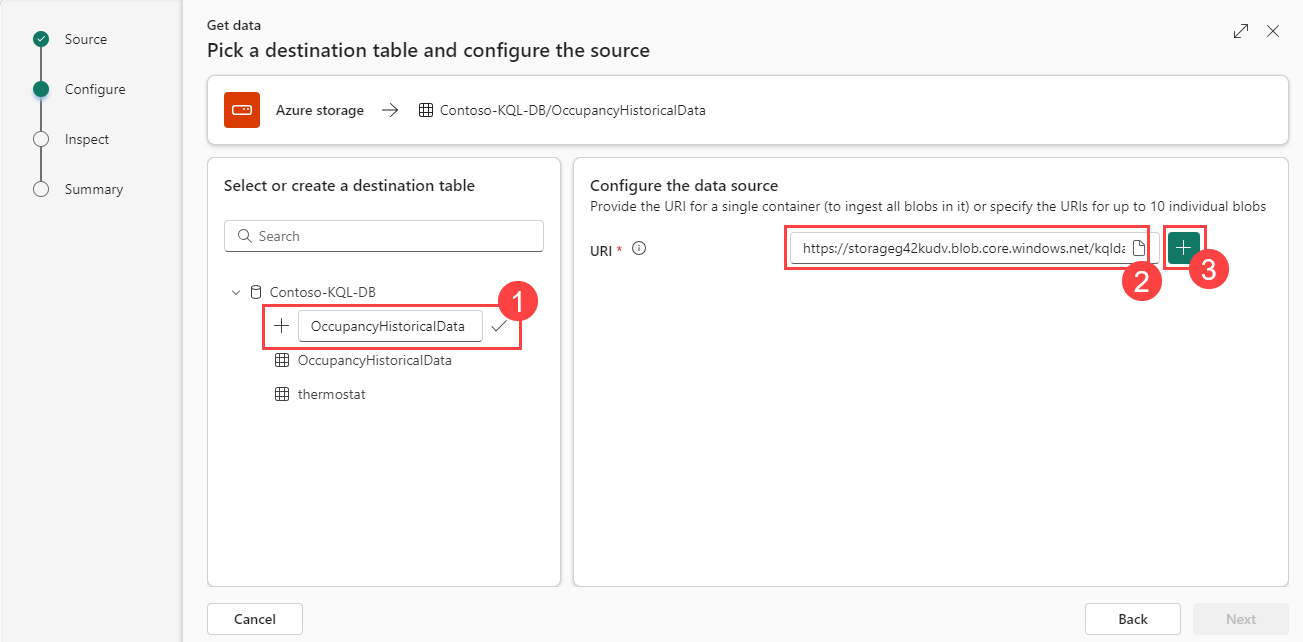 Source
Configure
Inspect
Summary
Get data
Pick a destination table and configure the source
Azure storage
Contoso-KQL-DB/OccupancyHistoricalData
Select or create a destination table
Search
Contoso-KQL-DB
OccupancyHistoricalData
1
OccupancyHistoricalData
thermostat
Configure the data source
Provide the URI for a single container (to ingest all blobs in it) or specify the URIs for up to 10 individual blobs
URI *
https://storageg42kudv.blob.core.windows.net/kqlda
2
3
Cancel
Back
Next